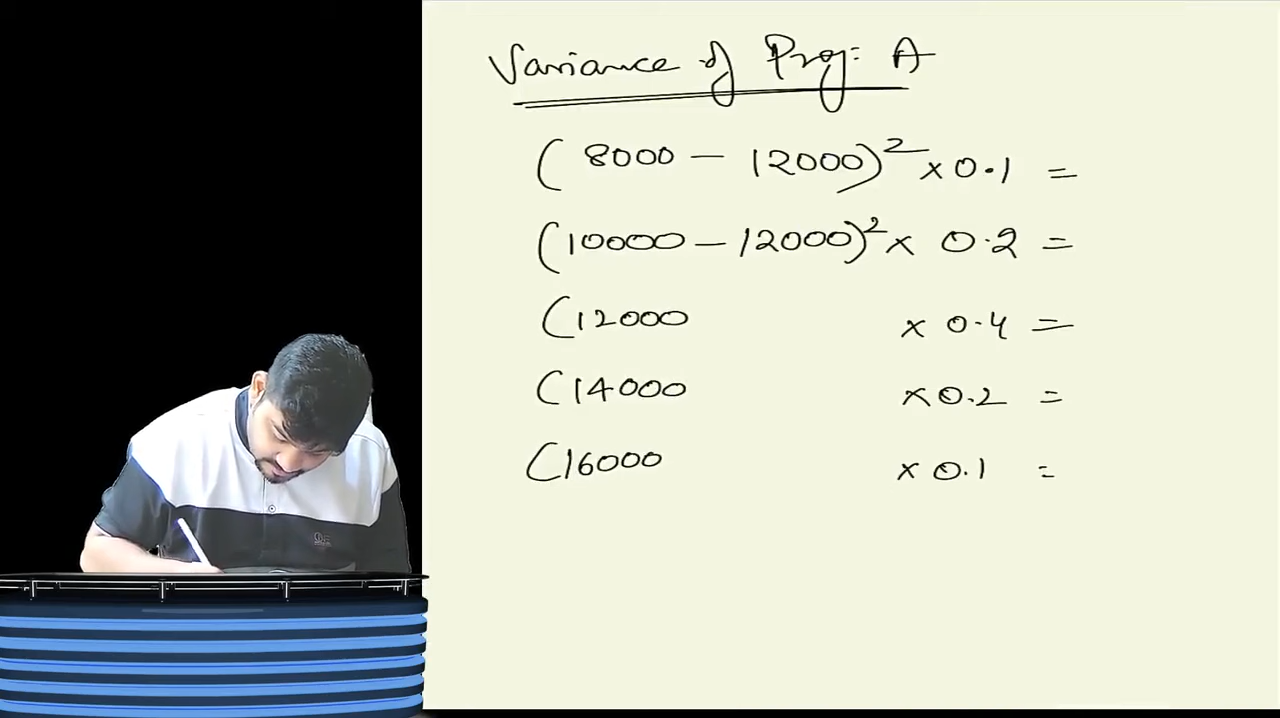 Variance of Proj: A
(8000 - 12000)² × 0.1 =
(10000 - 12000)² × 0.2 =
(12000 × 0.4 =
(14000 × 0.2 =
(16000 × 0.1 =